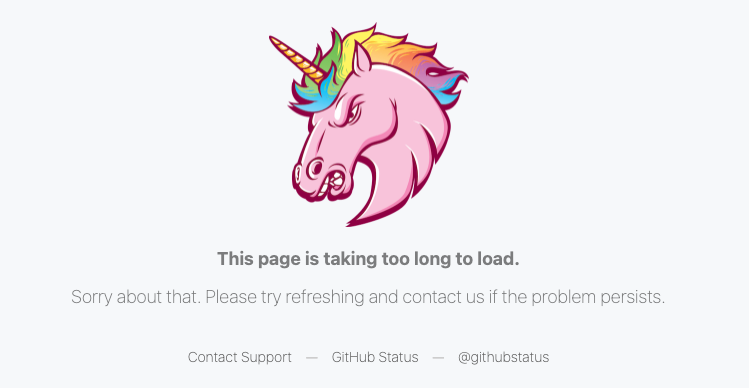 This page is taking too long to load.
Sorry about that. Please try refreshing and contact us if the problem persists.
Contact Support — GitHub Status — @githubstatus